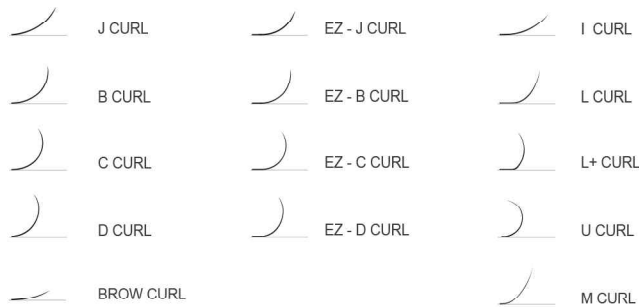 J CURL
EZ - J CURL
I CURL
B CURL
EZ - B CURL
L CURL
C CURL
EZ - C CURL
L+ CURL
D CURL
EZ - D CURL
U CURL
BROW CURL
M CURL